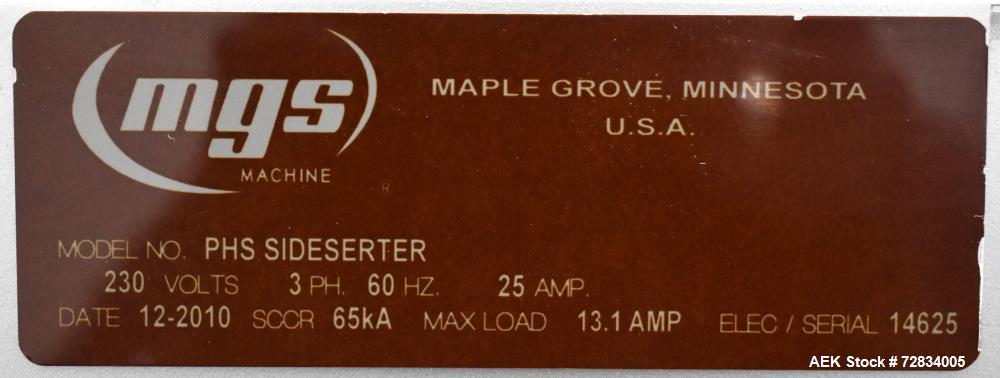 mgs
MACHINE
®
MAPLE GROVE, MINNESOTA
U.S.A.
MODEL NO. PHS SIDESERTER
230 VOLTS 3 PH. 60 HZ. 25 AMP.
DATE 12-2010 SCCR 65kA MAX LOAD 13.1 AMP ELEC / SERIAL 14625
AEK Stock # 72834005